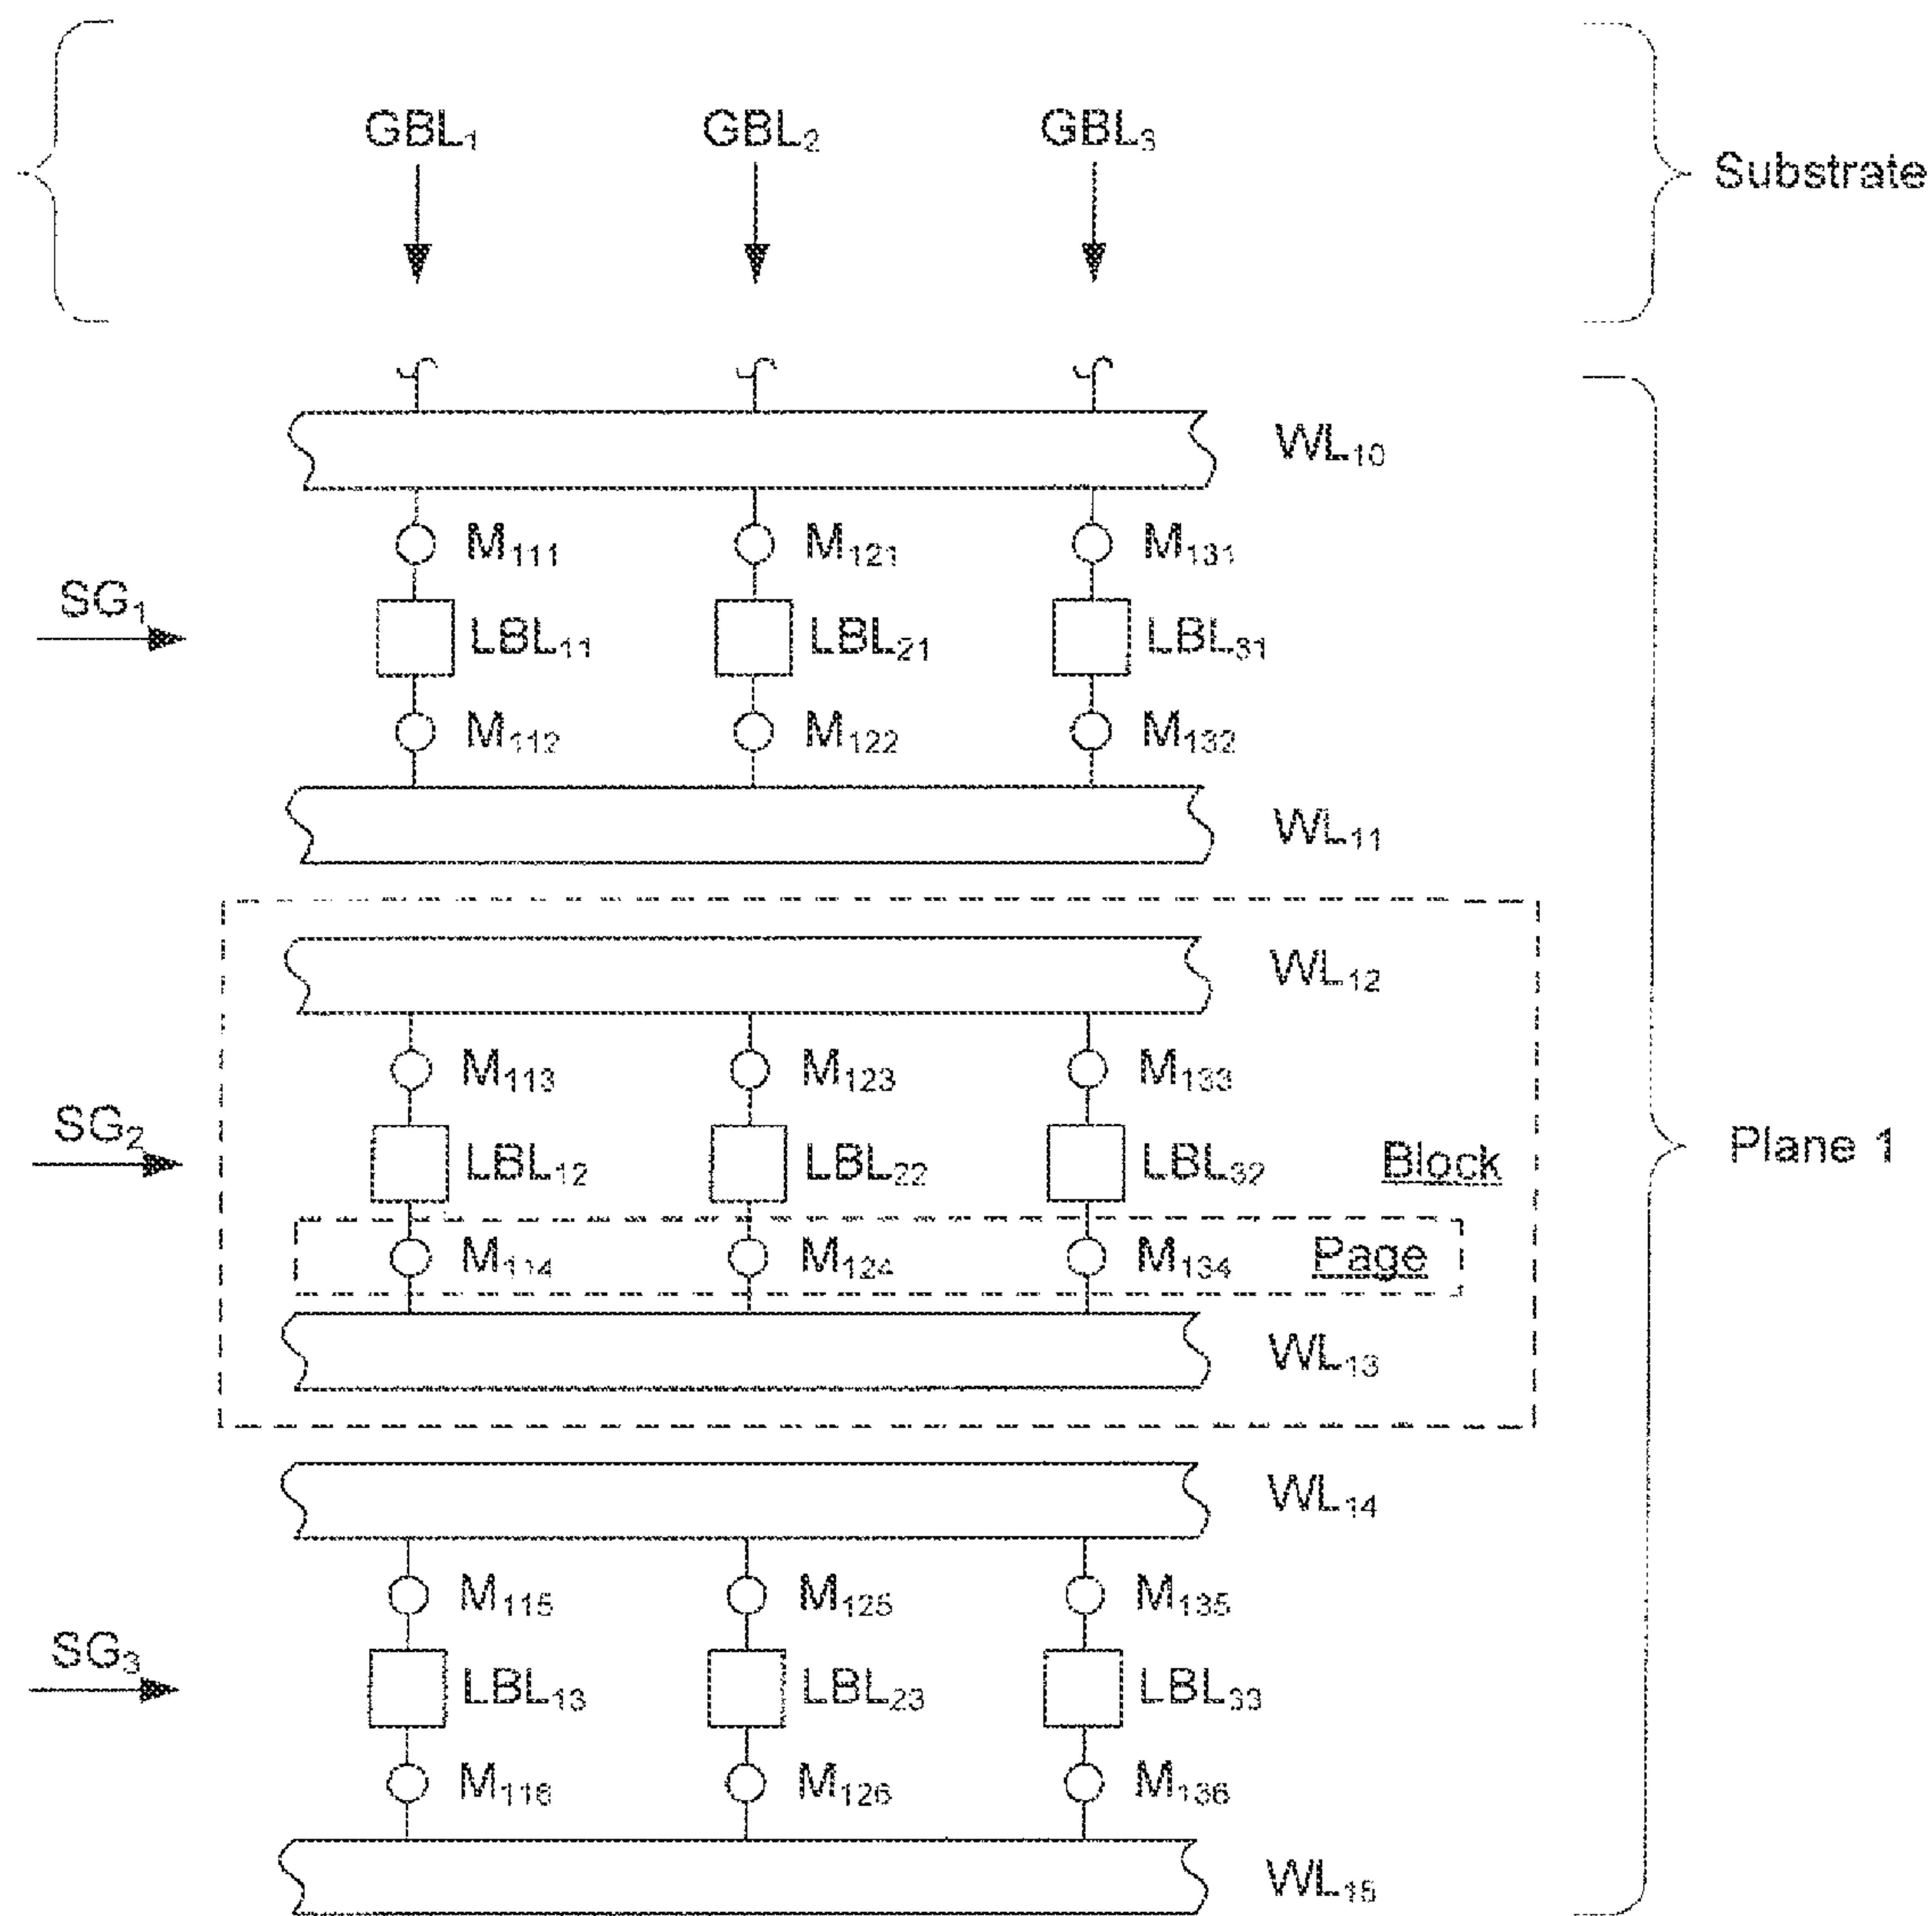 GBL₁ GBL₂ GBL₃
Substrate
WL₁₀
M₁₁₁ M₁₂₁ M₁₃₁
SG₁
LBL₁₁ LBL₂₁ LBL₃₁
M₁₁₂ M₁₂₂ M₁₃₂
WL₁₁
WL₁₂
M₁₁₃ M₁₂₃ M₁₃₃
SG₂
LBL₁₂ LBL₂₂ LBL₃₂ Block Plane 1
M₁₁₄ M₁₂₄ M₁₃₄ Page
WL₁₃
WL₁₄
M₁₁₅ M₁₂₅ M₁₃₅
SG₃
LBL₁₃ LBL₂₃ LBL₃₃
M₁₁₆ M₁₂₆ M₁₃₆
WL₁₅